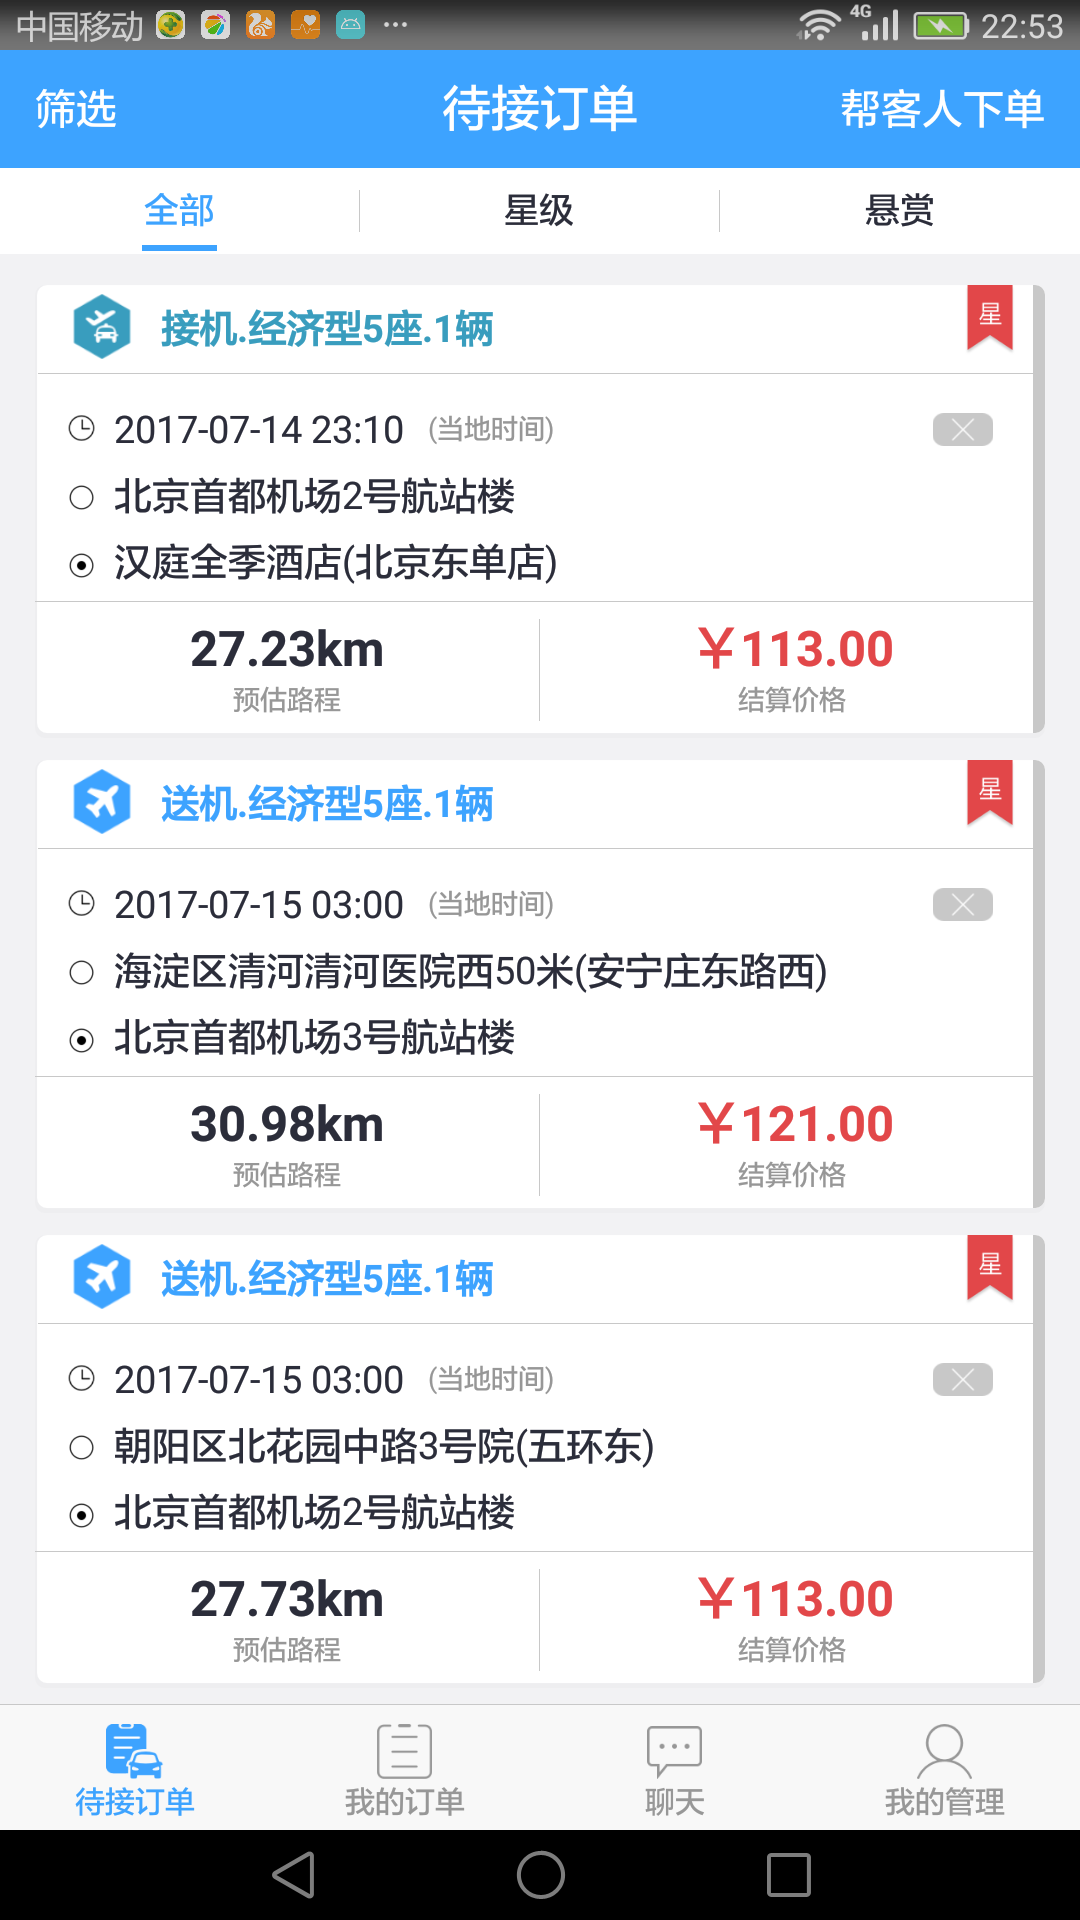 中国移动 4G 22:53
筛选 待接订单 帮客人下单
全部 星级 悬赏
接机.经济型5座.1辆 星
2017-07-14 23:10 (当地时间)
北京首都机场2号航站楼
汉庭全季酒店(北京东单店)
27.23km ￥113.00
预估路程 结算价格
送机.经济型5座.1辆 星
2017-07-15 03:00 (当地时间)
海淀区清河清河医院西50米(安宁庄东路西)
北京首都机场3号航站楼
30.98km ￥121.00
预估路程 结算价格
送机.经济型5座.1辆 星
2017-07-15 03:00 (当地时间)
朝阳区北花园中路3号院(五环东)
北京首都机场2号航站楼
27.73km ￥113.00
预估路程 结算价格
待接订单 我的订单 聊天 我的管理